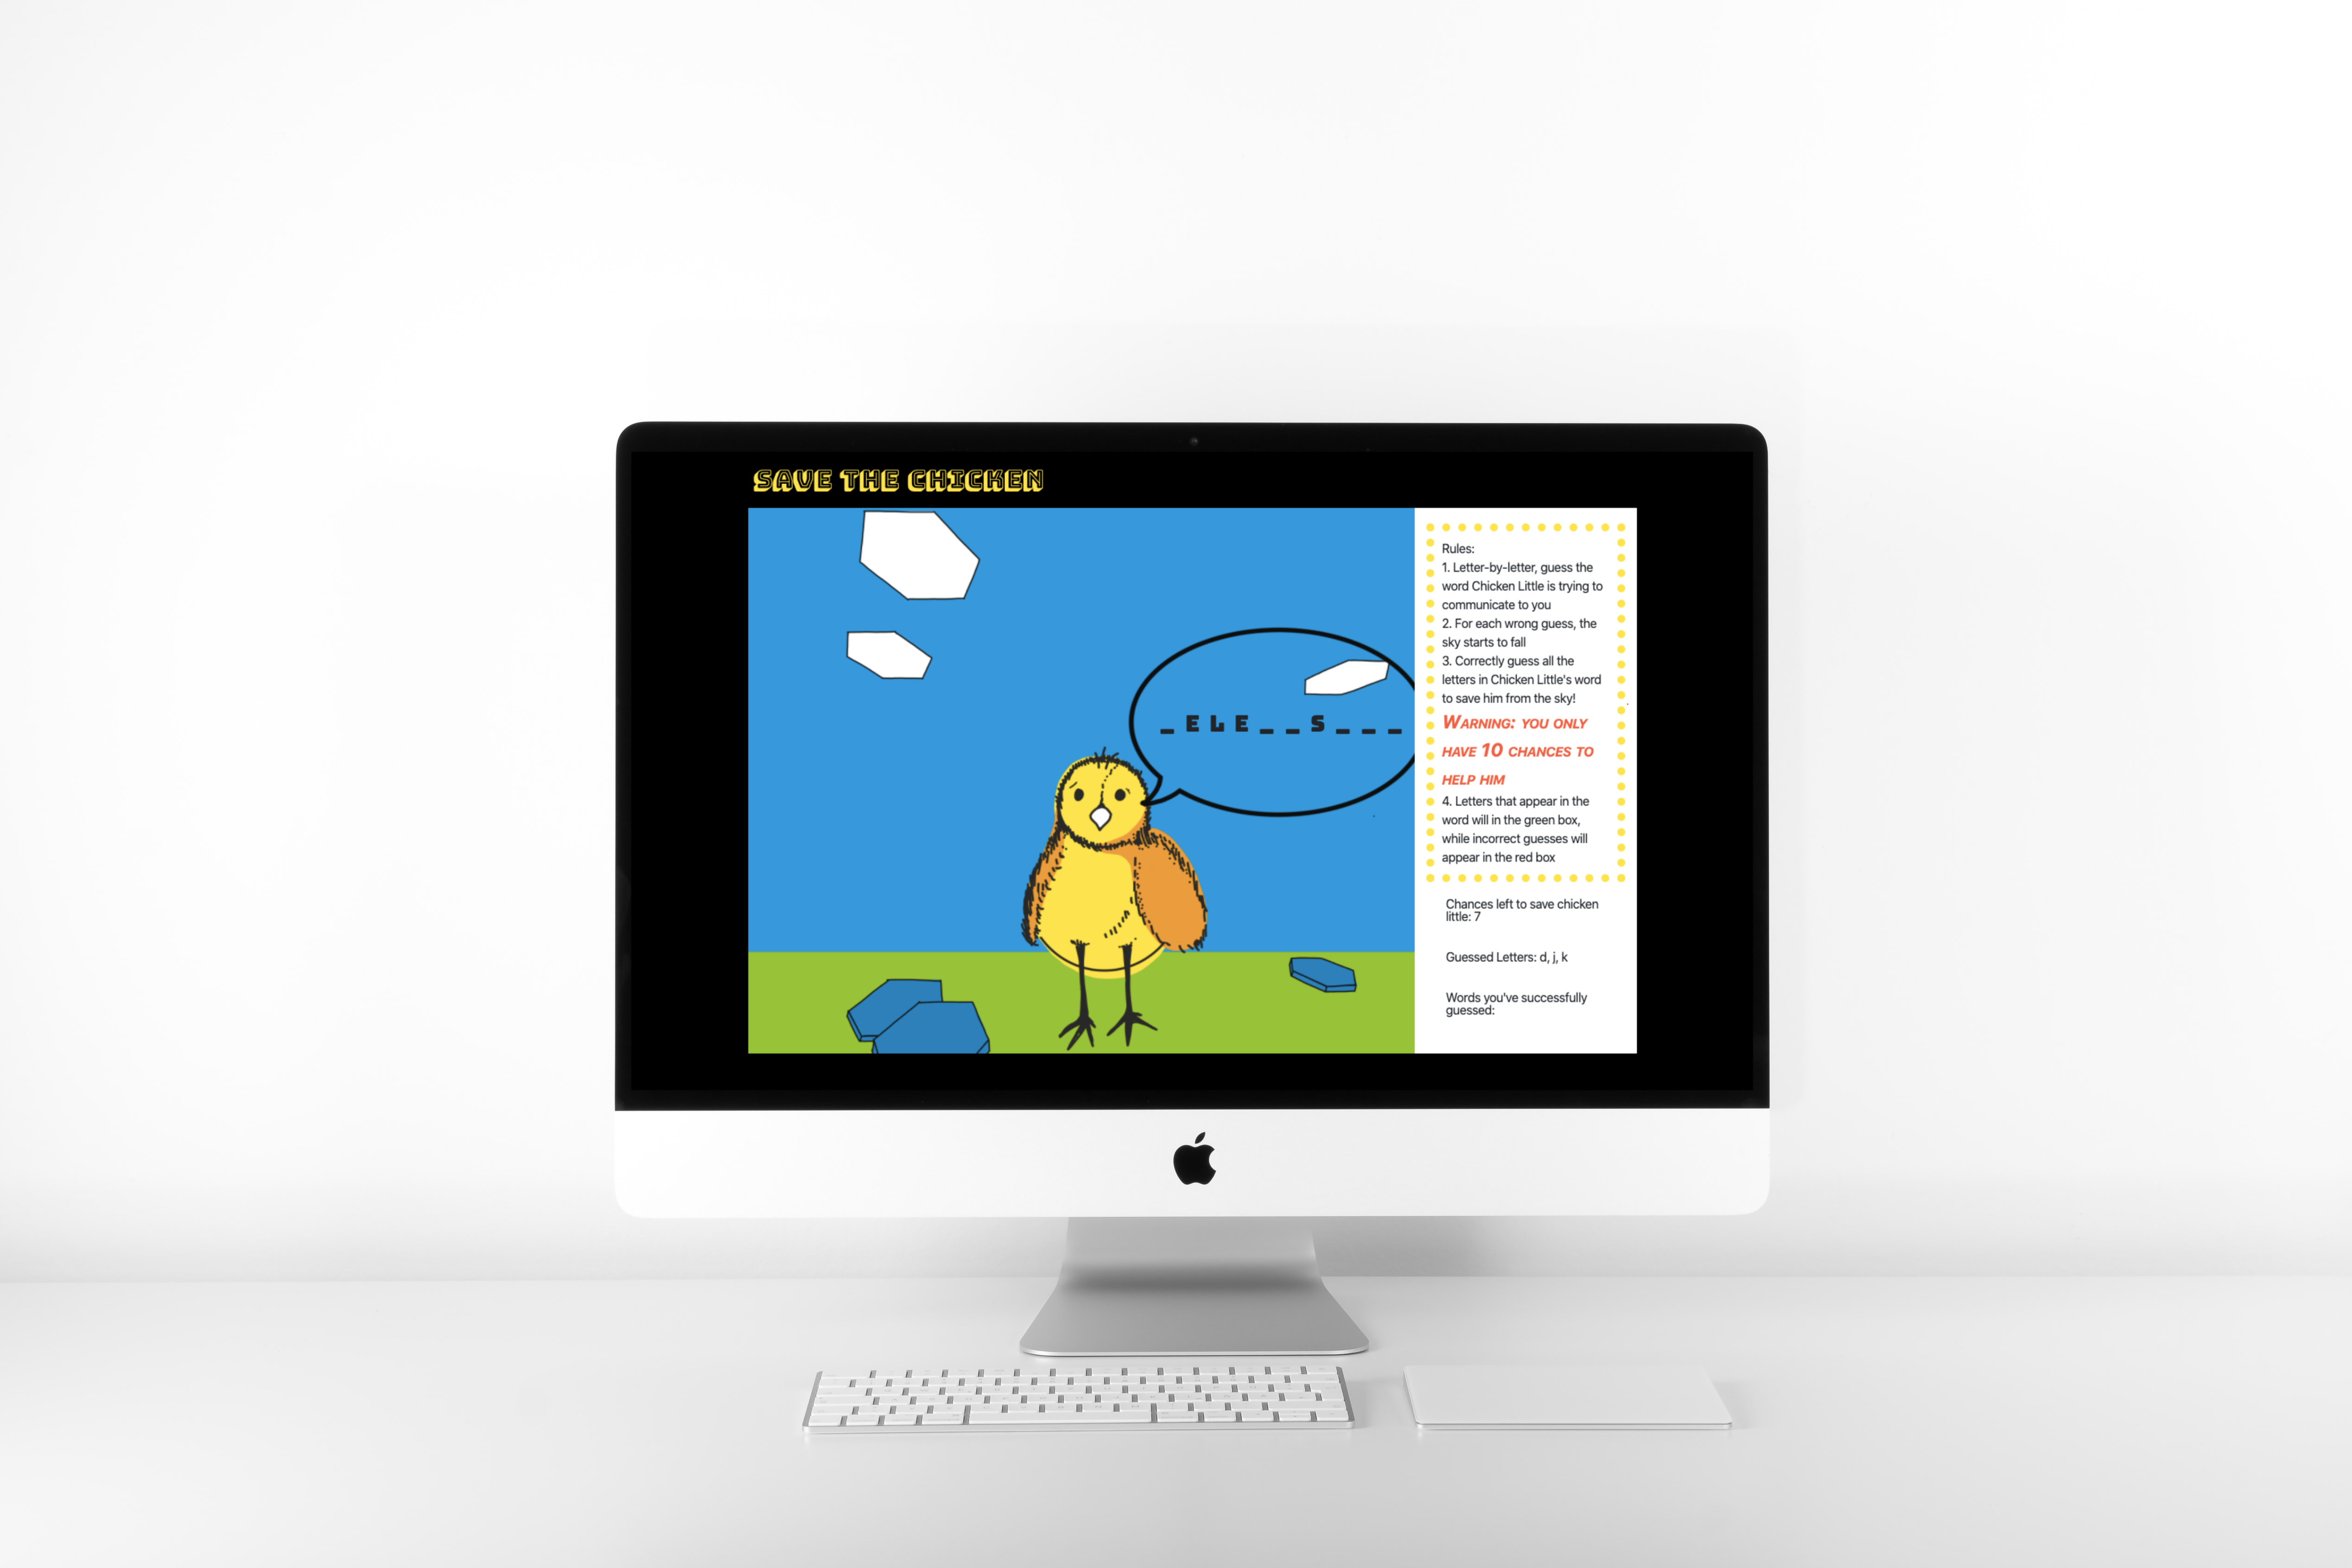 SAVE THE CHICKEN
_ ELE _ _ S _ _ _
Rules:
1. Letter-by-letter, guess the
word Chicken Little is trying to
communicate to you
2. For each wrong guess, the
sky starts to fall
3. Correctly guess all the
letters in Chicken Little's word
to save him from the sky!
WARNING: YOU ONLY
HAVE 10 CHANCES TO
HELP HIM
4. Letters that appear in the
word will in the green box,
while incorrect guesses will
appear in the red box
Chances left to save chicken
little: 7
Guessed Letters: d, j, k
Words you've successfully
guessed: